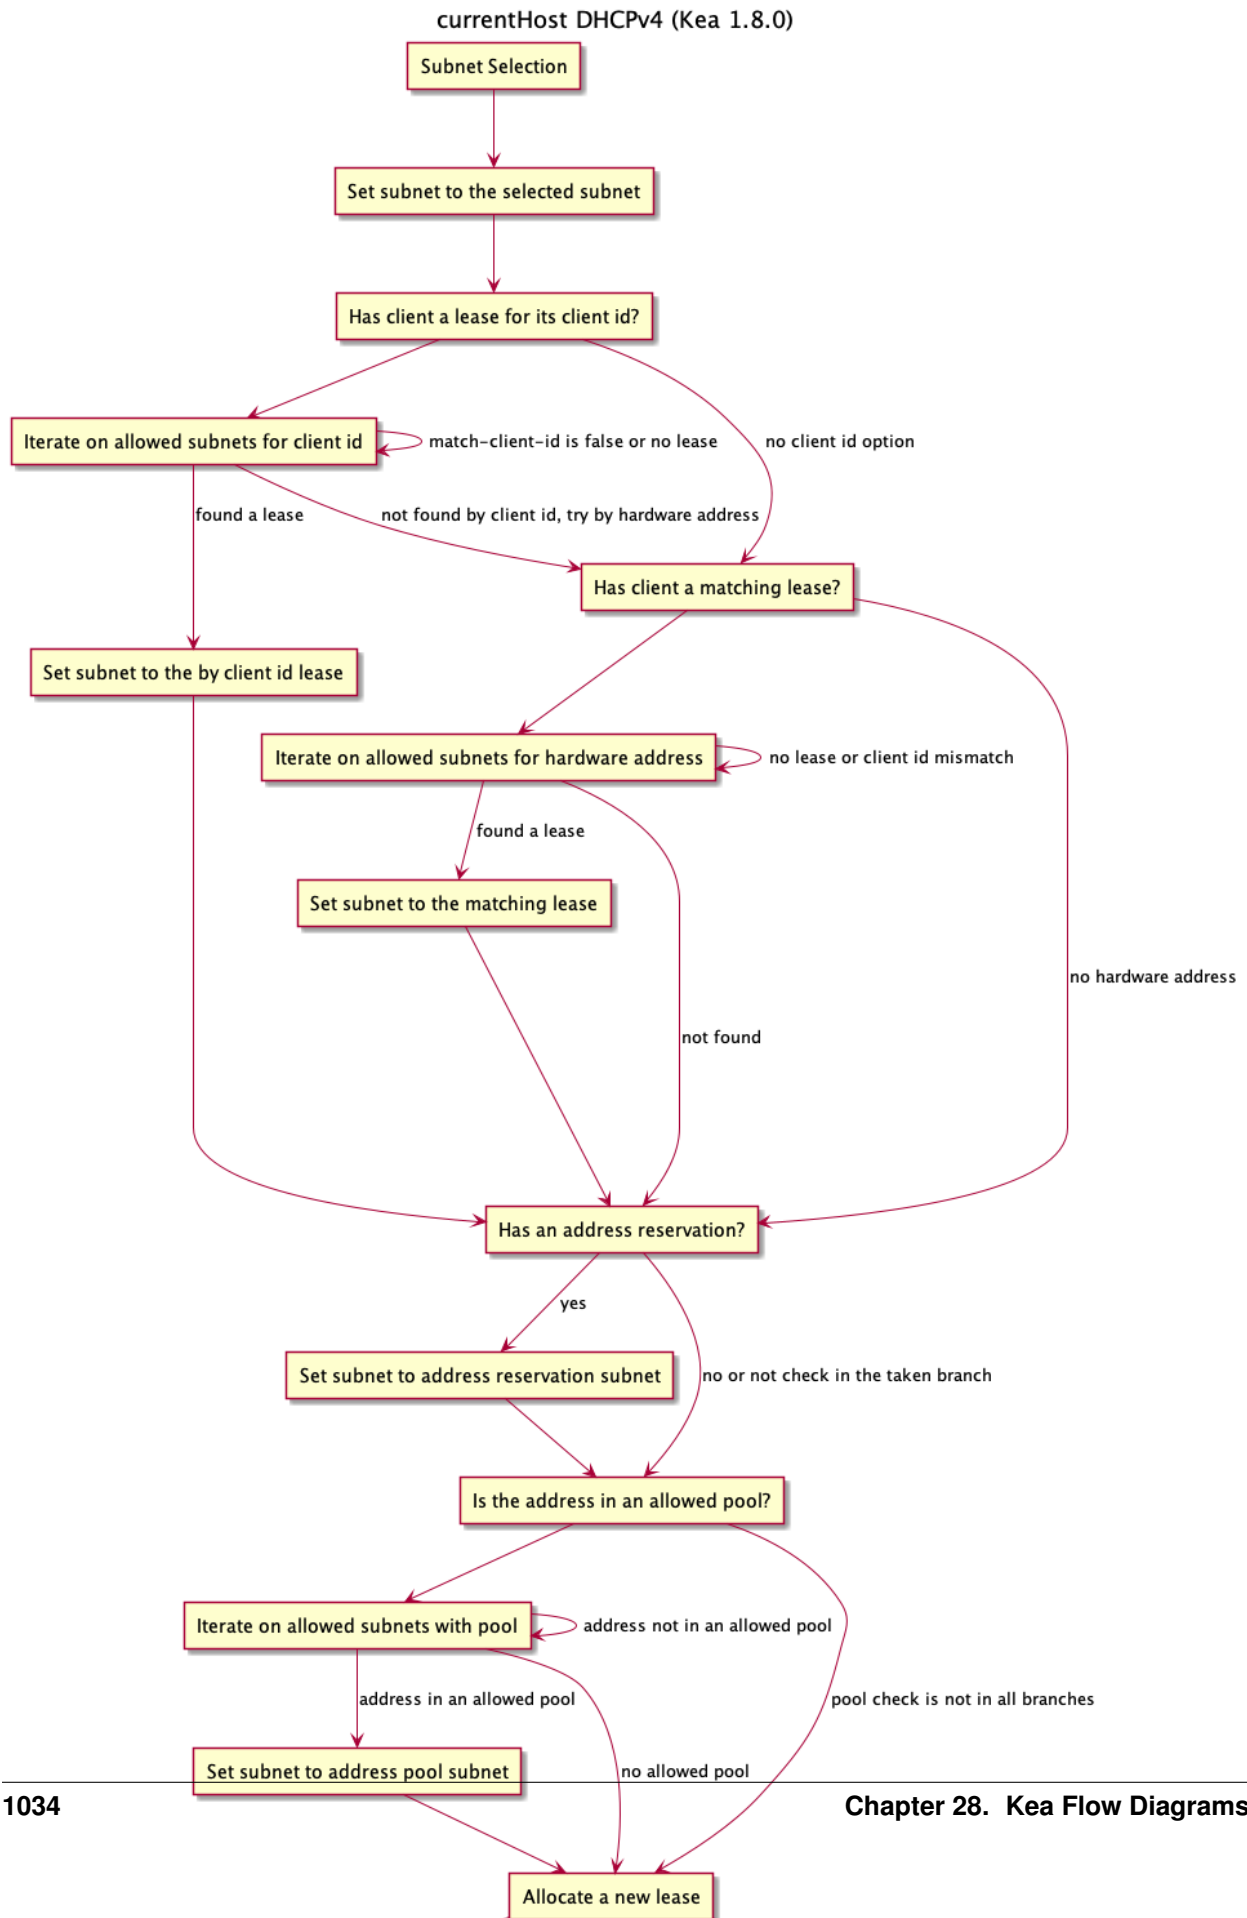 currentHost DHCPv4 (Kea 1.8.0)
Subnet Selection
Set subnet to the selected subnet
Has client a lease for its client id?
Iterate on allowed subnets for client id
match-client-id is false or no lease
no client id option
found a lease
not found by client id, try by hardware address
Has client a matching lease?
Set subnet to the by client id lease
Iterate on allowed subnets for hardware address
no lease or client id mismatch
found a lease
Set subnet to the matching lease
no hardware address
not found
Has an address reservation?
yes
Set subnet to address reservation subnet
no or not check in the taken branch
Is the address in an allowed pool?
Iterate on allowed subnets with pool
address not in an allowed pool
address in an allowed pool
pool check is not in all branches
Set subnet to address pool subnet
no allowed pool
1034
Chapter 28. Kea Flow Diagrams
Allocate a new lease